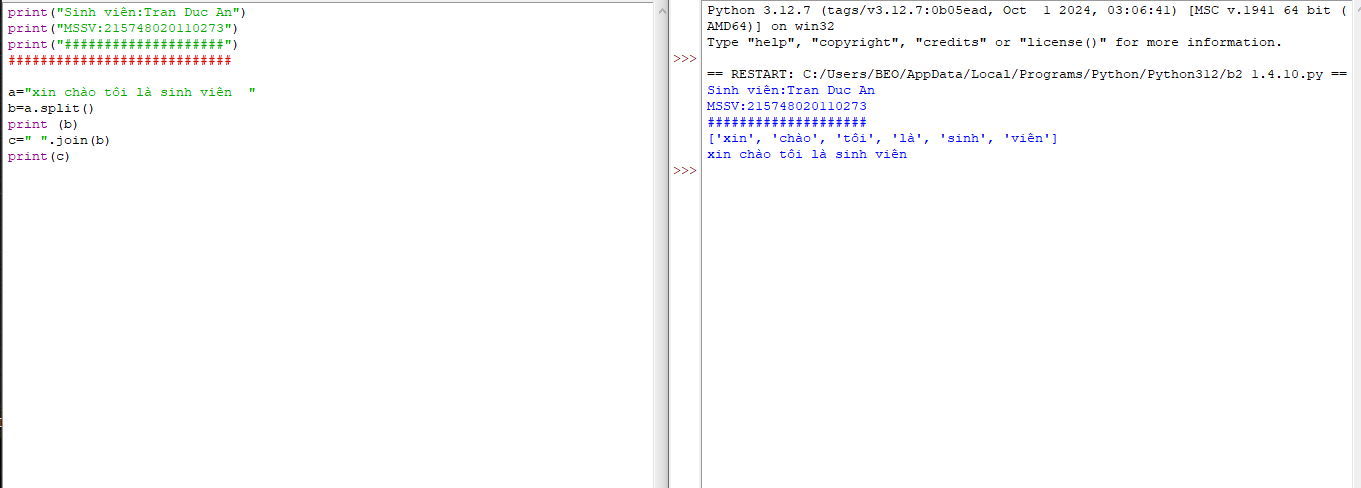 print("Sinh viên:Tran Duc An")
print("MSSV:215748020110273")
print("####################")
############################
a="xin chào tôi là sinh viên  "
b=a.split()
print (b)
c=" ".join(b)
print(c)
Python 3.12.7 (tags/v3.12.7:0b05ead, Oct  1 2024, 03:06:41) [MSC v.1941 64 bit (
AMD64)] on win32
Type "help", "copyright", "credits" or "license()" for more information.
>>>
== RESTART: C:/Users/BEO/AppData/Local/Programs/Python/Python312/b2 1.4.10.py ==
Sinh viên:Tran Duc An
MSSV:215748020110273
####################
['xin', 'chào', 'tôi', 'là', 'sinh', 'viên']
xin chào tôi là sinh viên
>>>